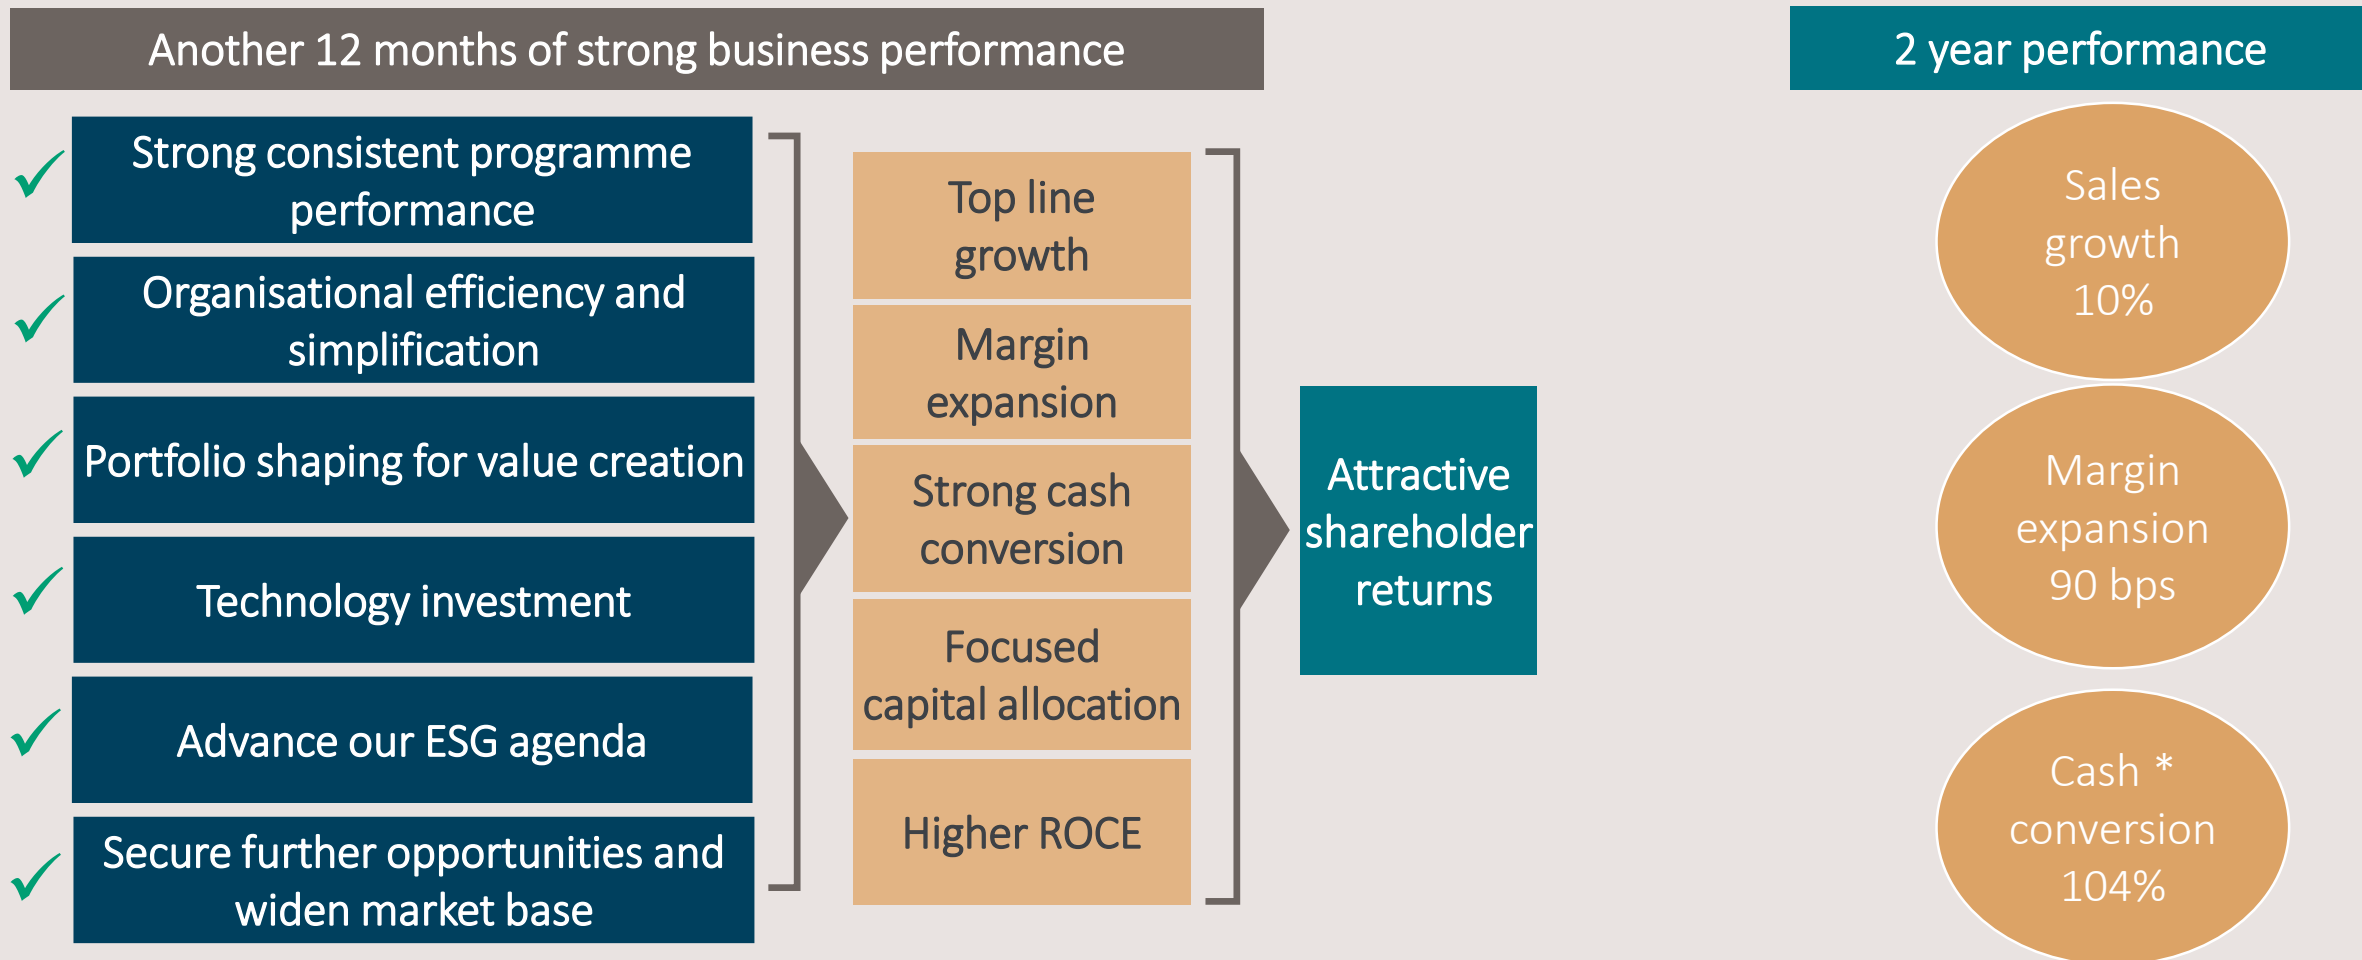 Another 12 months of strong business performance
2 year performance
Strong consistent programme
performance
Organisational efficiency and
simplification
Portfolio shaping for value creation
Technology investment
Advance our ESG agenda
Secure further opportunities and
widen market base
Top line
growth
Margin
expansion
Strong cash
conversion
Focused
capital allocation
Higher ROCE
Attractive
shareholder
returns
Sales
growth
10%
Margin
expansion
90 bps
Cash *
conversion
104%